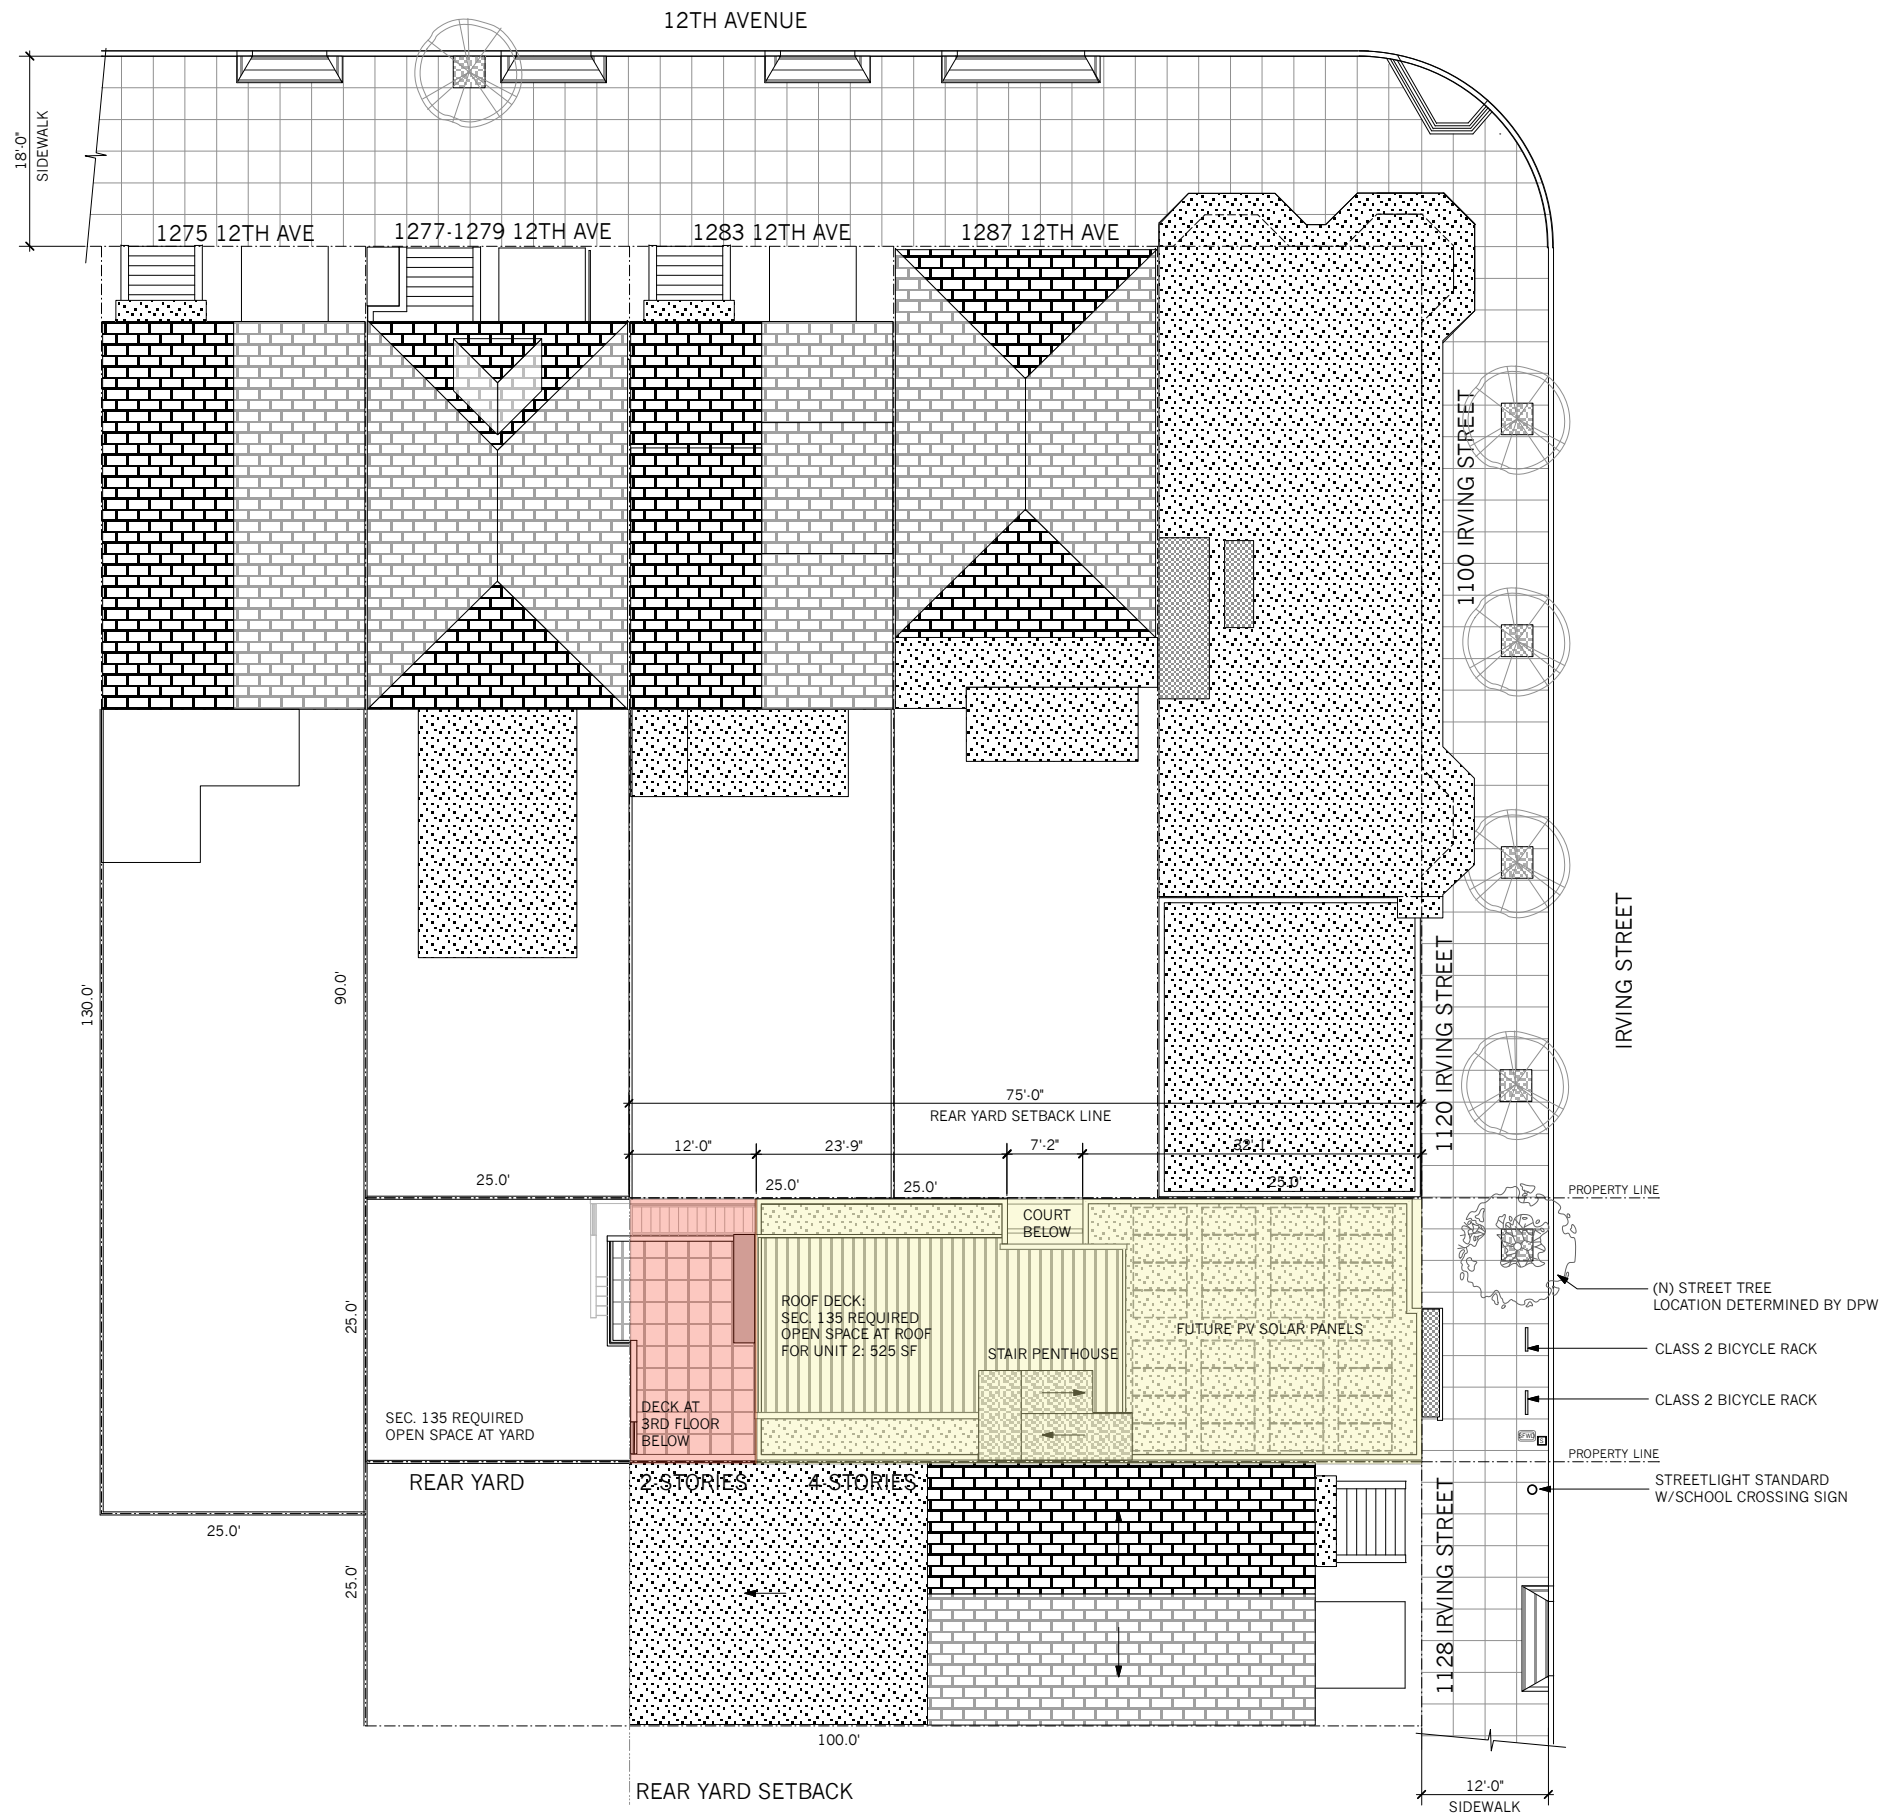 12TH AVENUE
18'-0"
SIDEWALK
1275 12TH AVE
1277-1279 12TH AVE
1283 12TH AVE
1287 12TH AVE
1100 IRVING STREET
IRVING STREET
1120 IRVING STREET
130.0'
90.0'
75'-0"
REAR YARD SETBACK LINE
12'-0"
23'-9"
7'-2"
32'-1"
25.0'
25.0'
25.0'
25.0'
PROPERTY LINE
COURT
BELOW
(N) STREET TREE
LOCATION DETERMINED BY DPW
25.0'
ROOF DECK:
SEC. 135 REQUIRED
OPEN SPACE AT ROOF
FOR UNIT 2: 525 SF
FUTURE PV SOLAR PANELS
STAIR PENTHOUSE
CLASS 2 BICYCLE RACK
CLASS 2 BICYCLE RACK
SEC. 135 REQUIRED
OPEN SPACE AT YARD
DECK AT
3RD FLOOR
BELOW
PROPERTY LINE
REAR YARD
2-STORIES
4-STORIES
STREETLIGHT STANDARD
W/SCHOOL CROSSING SIGN
25.0'
25.0'
1128 IRVING STREET
100.0'
REAR YARD SETBACK
12'-0"
SIDEWALK